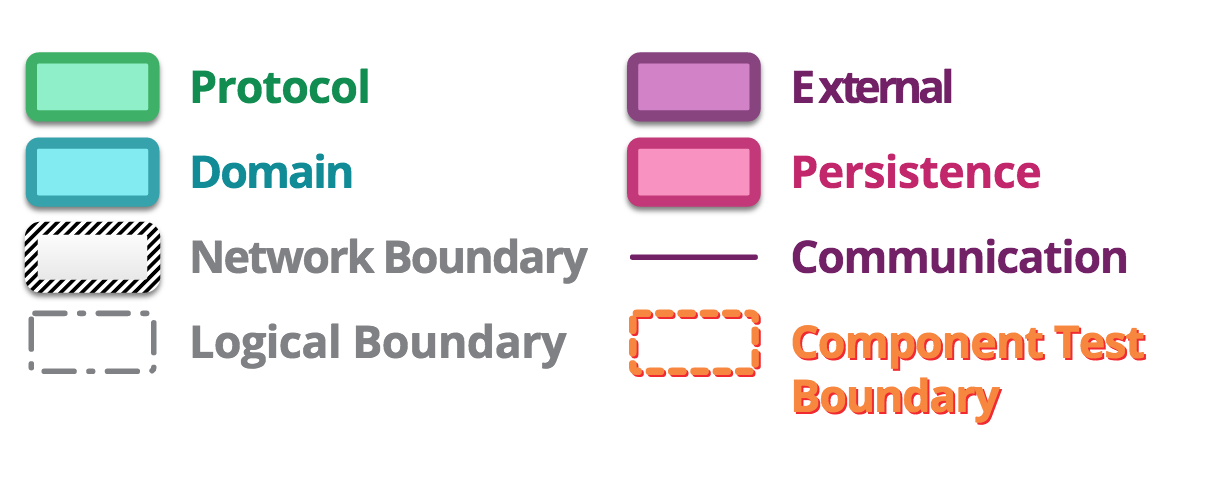 Protocol
Domain
Network Boundary
Logical Boundary
External
Persistence
Communication
Component Test
Boundary